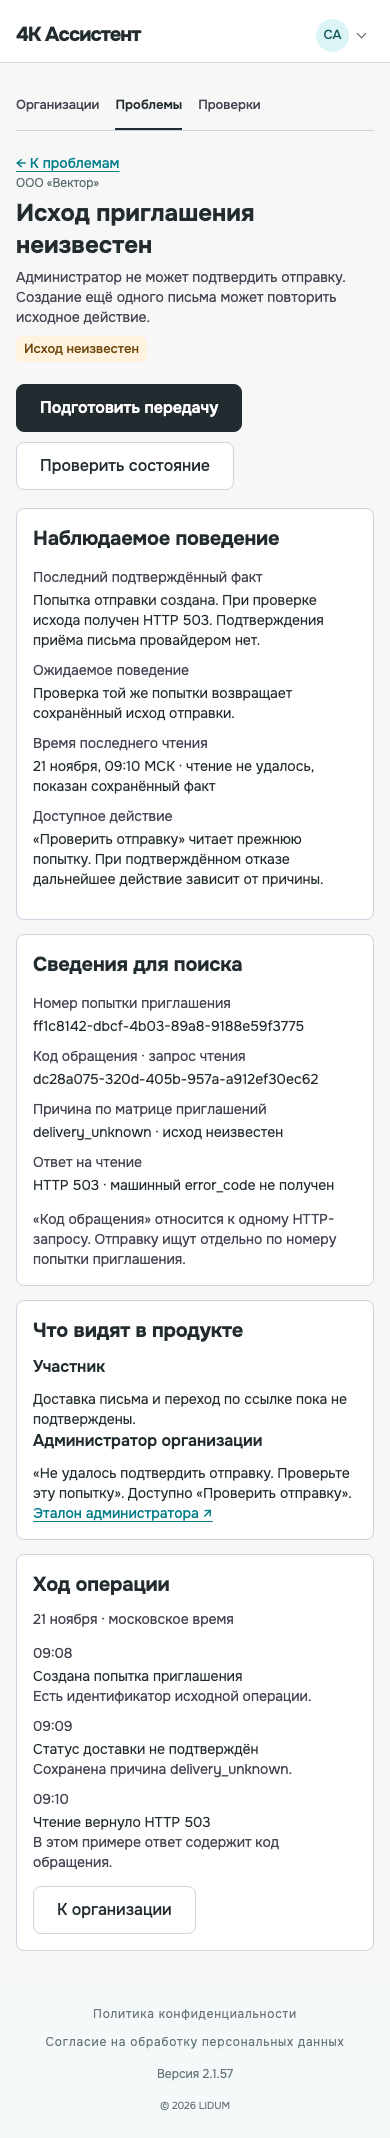 4K Ассистент
СА
Организации Проблемы Проверки
← К проблемам
ООО «Вектор»
Исход приглашения
неизвестен
Администратор не может подтвердить отправку.
Создание ещё одного письма может повторить
исходное действие.
Исход неизвестен
Подготовить передачу
Проверить состояние
Наблюдаемое поведение
Последний подтверждённый факт
Попытка отправки создана. При проверке
исхода получен HTTP 503. Подтверждения
приёма письма провайдером нет.
Ожидаемое поведение
Проверка той же попытки возвращает
сохранённый исход отправки.
Время последнего чтения
21 ноября, 09:10 МСК · чтение не удалось,
показан сохранённый факт
Доступное действие
«Проверить отправку» читает прежнюю
попытку. При подтверждённом отказе
дальнейшее действие зависит от причины.
Сведения для поиска
Номер попытки приглашения
ff1c8142-dbcf-4b03-89a8-9188e59f3775
Код обращения · запрос чтения
dc28a075-320d-405b-957a-a912ef30ec62
Причина по матрице приглашений
delivery_unknown · исход неизвестен
Ответ на чтение
HTTP 503 · машинный error_code не получен
«Код обращения» относится к одному HTTP-
запросу. Отправку ищут отдельно по номеру
попытки приглашения.
Что видят в продукте
Участник
Доставка письма и переход по ссылке пока не
подтверждены.
Администратор организации
«Не удалось подтвердить отправку. Проверьте
эту попытку». Доступно «Проверить отправку».
Эталон администратора ↗
Ход операции
21 ноября · московское время
09:08
Создана попытка приглашения
Есть идентификатор исходной операции.
09:09
Статус доставки не подтверждён
Сохранена причина delivery_unknown.
09:10
Чтение вернуло HTTP 503
В этом примере ответ содержит код
обращения.
К организации
Политика конфиденциальности
Согласие на обработку персональных данных
Версия 2.1.57
© 2026 LIDUM